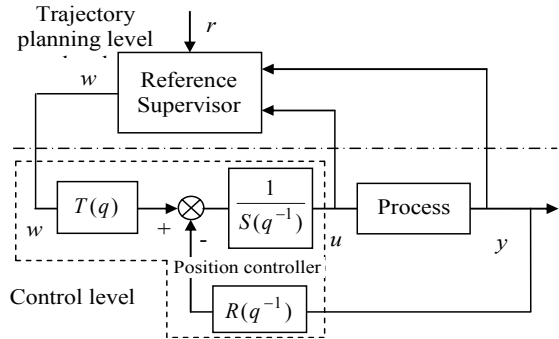 Trajectory
planning level
r
w
Reference
Supervisor
T(q)
1
S(q⁻¹)
Process
w
+
-
u
y
Position controller
Control level
R(q⁻¹)